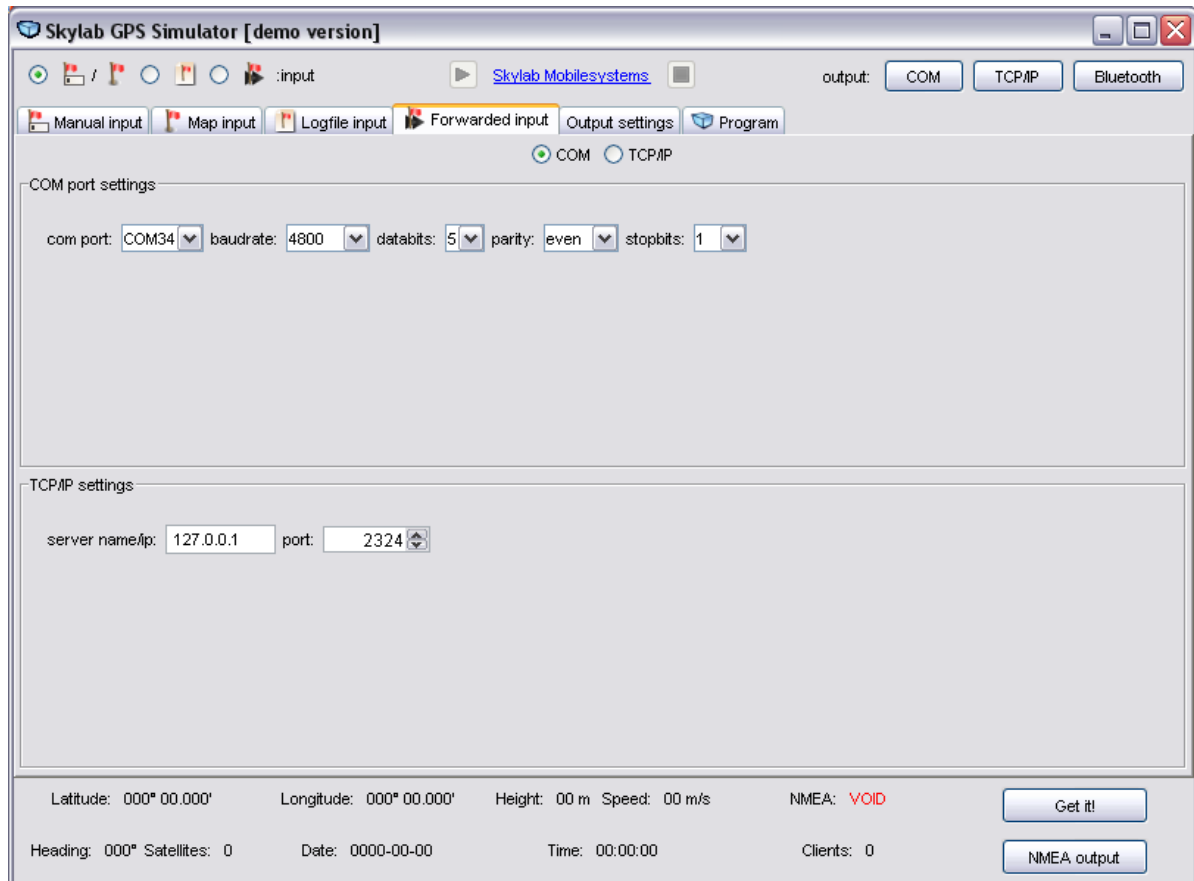 Skylab GPS Simulator [demo version]
/ :input Skylab Mobilesystems output: COM TCP/IP Bluetooth
Manual input Map input Logfile input Forwarded input Output settings Program
COM TCP/IP
COM port settings
com port: COM34 baudrate: 4800 databits: 5 parity: even stopbits: 1
TCP/IP settings
server name/ip: 127.0.0.1 port: 2324
Latitude: 000° 00.000' Longitude: 000° 00.000' Height: 00 m Speed: 00 m/s NMEA: VOID Get it!
Heading: 000° Satellites: 0 Date: 0000-00-00 Time: 00:00:00 Clients: 0 NMEA output